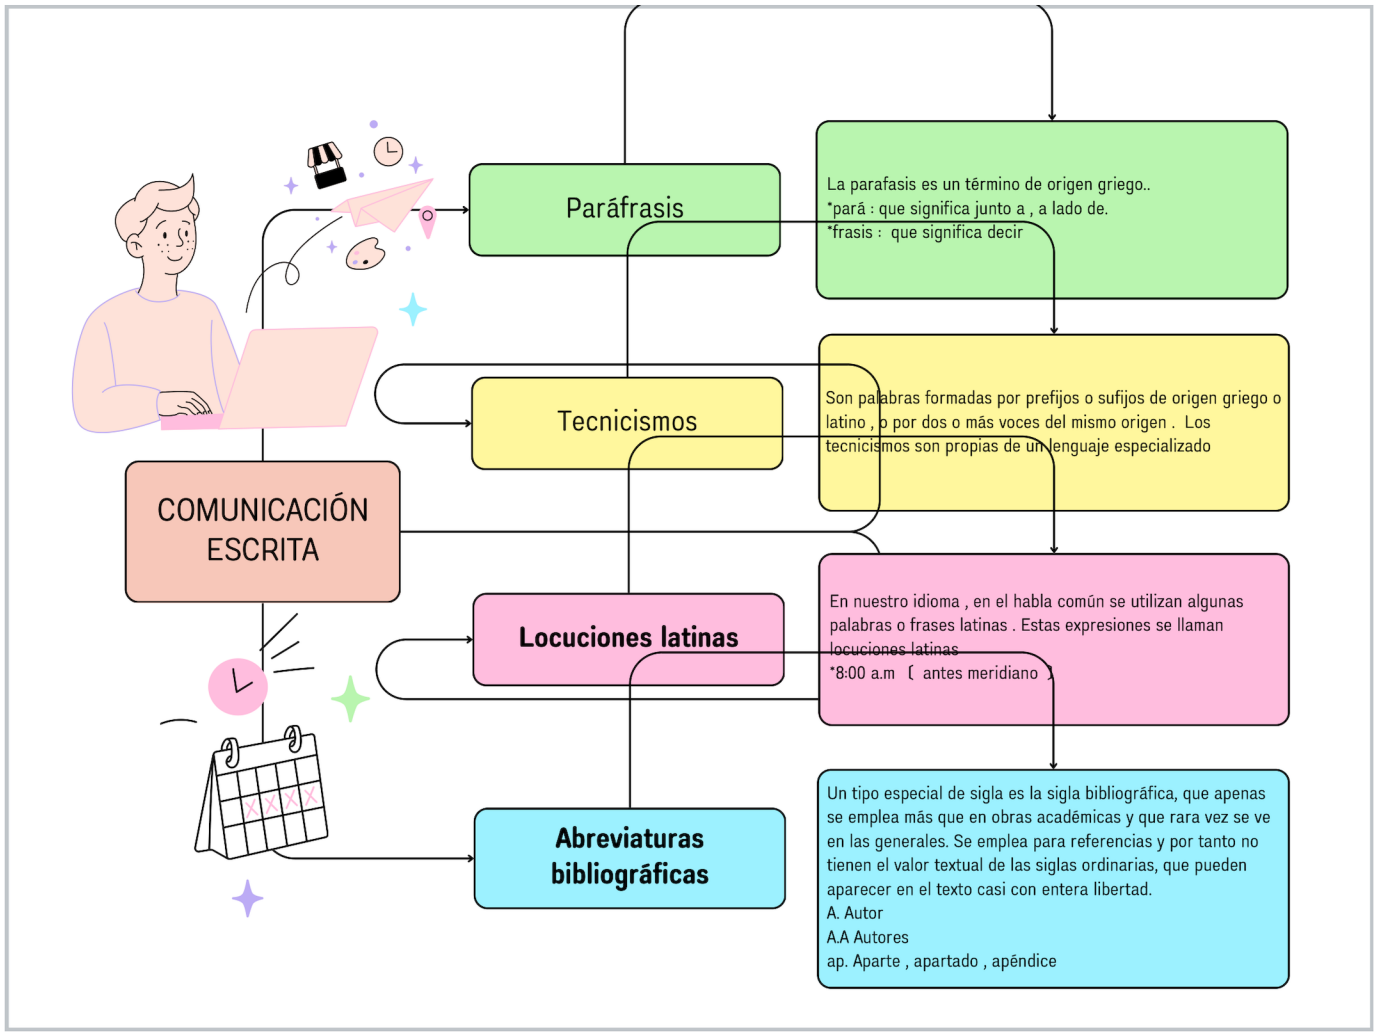 Paráfrasis
La parafasis es un término de origen griego..
*pará : que significa junto a , a lado de.
*frasis :  que significa decir
Tecnicismos
Son palabras formadas por prefijos o sufijos de origen griego o
latino , o por dos o más voces del mismo origen .  Los
tecnicismos son propias de un lenguaje especializado
COMUNICACIÓN
ESCRITA
Locuciones latinas
En nuestro idioma , en el habla común se utilizan algunas
palabras o frases latinas . Estas expresiones se llaman
locuciones latinas
*8:00 a.m  ( antes meridiano )
Abreviaturas
bibliográficas
Un tipo especial de sigla es la sigla bibliográfica, que apenas
se emplea más que en obras académicas y que rara vez se ve
en las generales. Se emplea para referencias y por tanto no
tienen el valor textual de las siglas ordinarias, que pueden
aparecer en el texto casi con entera libertad.
A. Autor
A.A Autores
ap. Aparte , apartado , apéndice